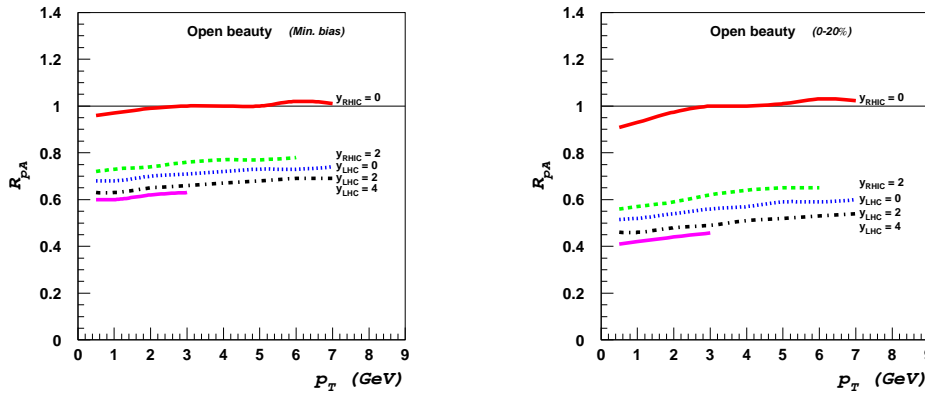 1.4
Open beauty (Min. bias)
1.2
y_RHIC = 0
1
0.8
y_RHIC = 2
y_LHC = 0
y_LHC = 2
y_LHC = 4
0.6
0.4
0.2
0
R_pA
0 1 2 3 4 5 6 7 8 9
p_T (GeV)
1.4
Open beauty (0-20%)
1.2
y_RHIC = 0
1
0.8
y_RHIC = 2
y_LHC = 0
y_LHC = 2
y_LHC = 4
0.6
0.4
0.2
0
R_pA
0 1 2 3 4 5 6 7 8 9
p_T (GeV)